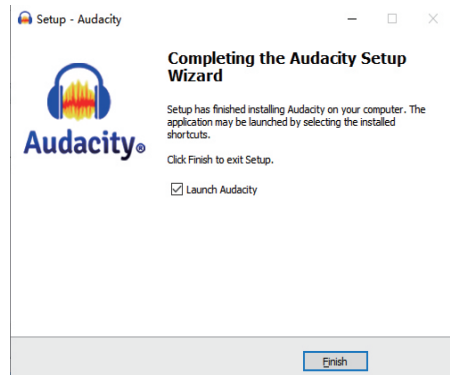 Setup - Audacity
Completing the Audacity Setup
Wizard
Setup has finished installing Audacity on your computer. The
application may be launched by selecting the installed
shortcuts.
Click Finish to exit Setup.
Launch Audacity
Audacity®
Finish